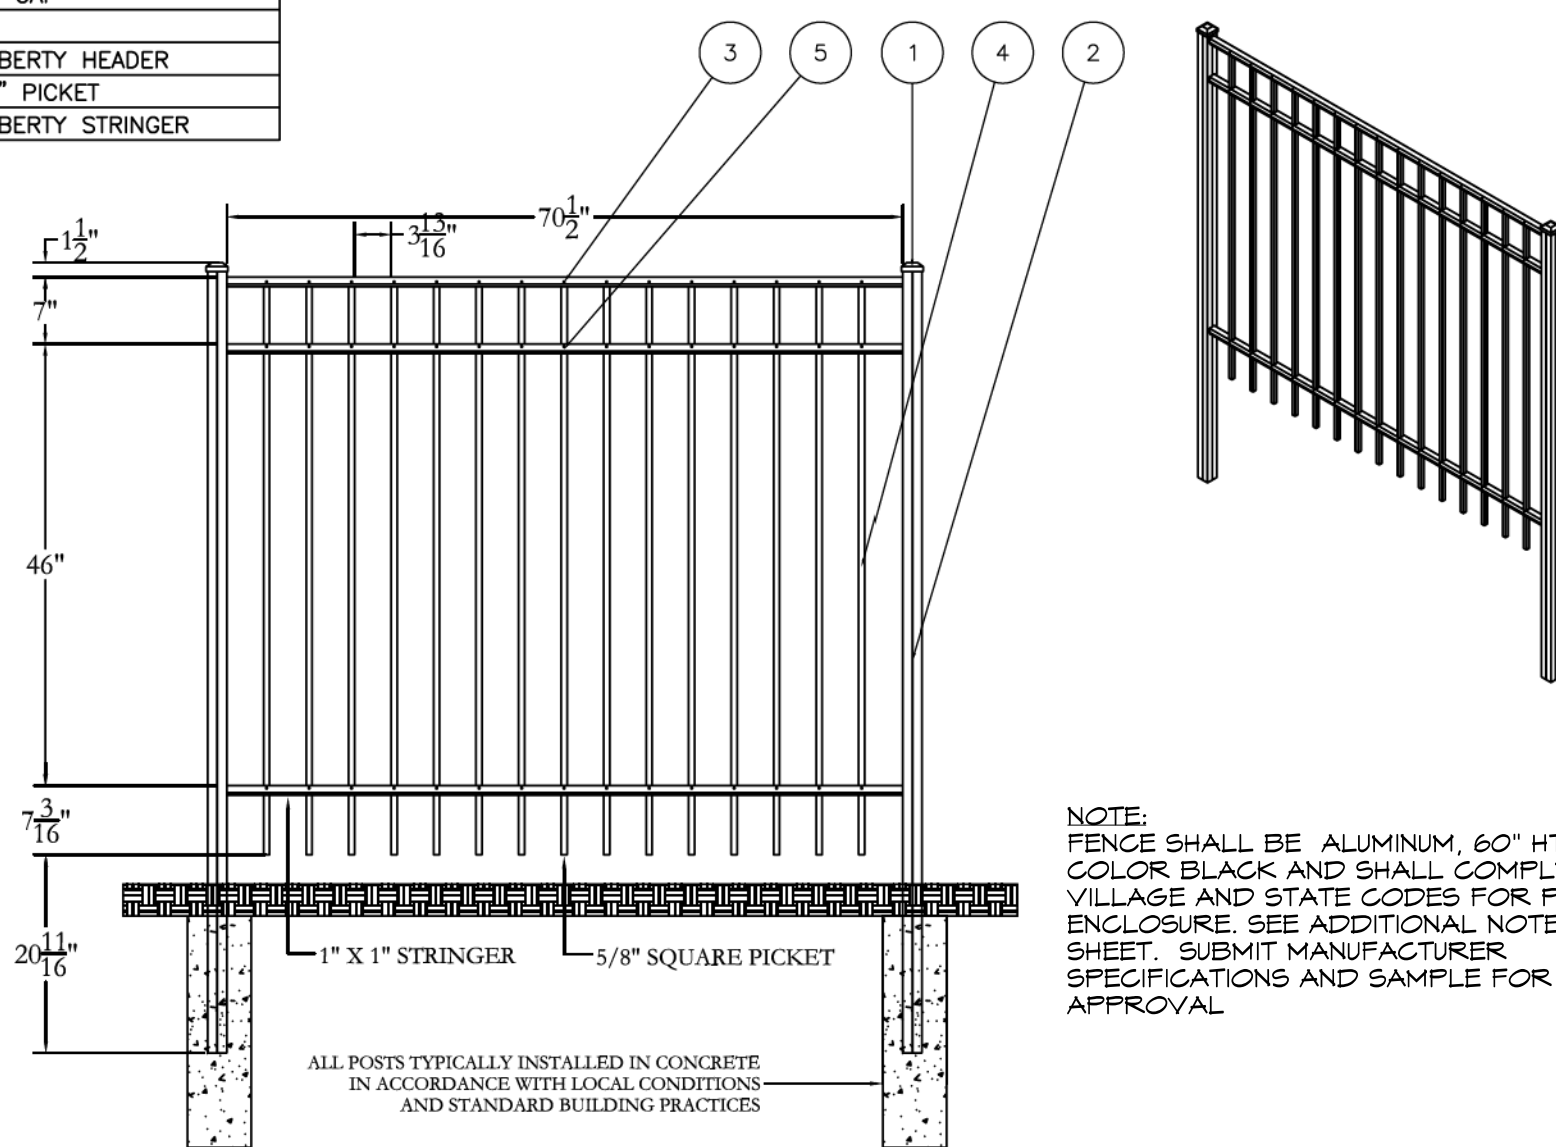 BERTY HEADER
" PICKET
BERTY STRINGER
3 5 1 4 2
70 1/2"
3 13/16"
1 1/2"
7"
46"
7 3/16"
20 11/16"
1" X 1" STRINGER
5/8" SQUARE PICKET
ALL POSTS TYPICALLY INSTALLED IN CONCRETE
IN ACCORDANCE WITH LOCAL CONDITIONS
AND STANDARD BUILDING PRACTICES
NOTE:
FENCE SHALL BE ALUMINUM, 60" HT
COLOR BLACK AND SHALL COMPL
VILLAGE AND STATE CODES FOR
ENCLOSURE. SEE ADDITIONAL NOTE
SHEET. SUBMIT MANUFACTURER
SPECIFICATIONS AND SAMPLE FOR
APPROVAL